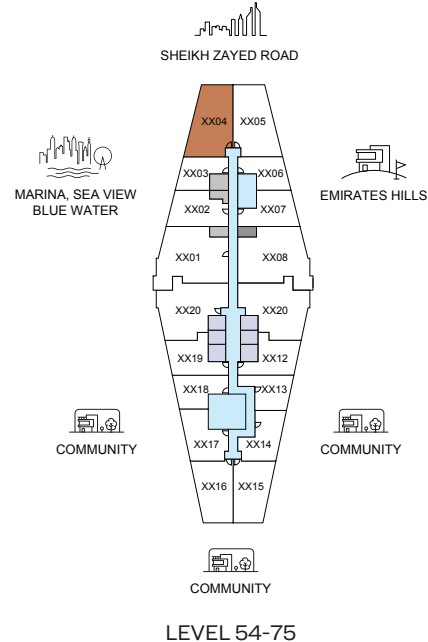 SHEIKH ZAYED ROAD
XX04 XX05
XX03 XX06
MARINA, SEA VIEW
BLUE WATER
EMIRATES HILLS
XX02 XX07
XX01 XX08
XX20 XX20
XX19 XX12
XX18 XX13
COMMUNITY
XX17 XX14
COMMUNITY
XX16 XX15
COMMUNITY
LEVEL 54-75